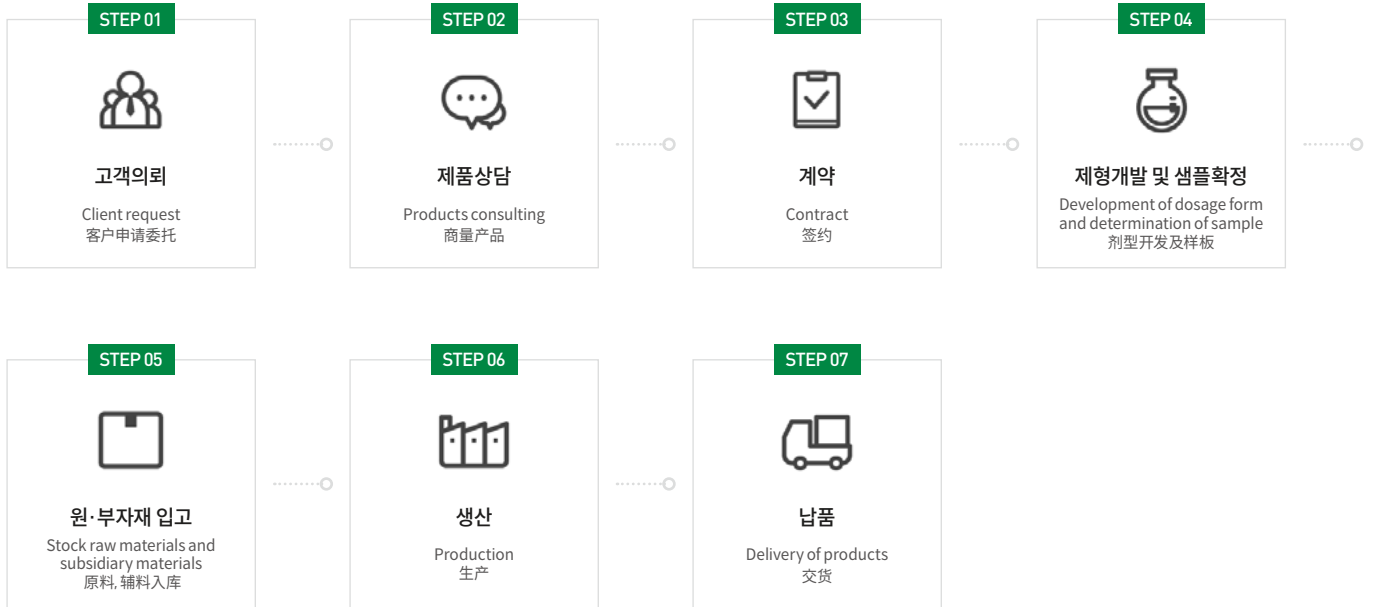 STEP 01
고객의뢰
Client request
客户申请委托
STEP 02
제품상담
Products consulting
商量产品
STEP 03
계약
Contract
签约
STEP 04
제형개발 및 샘플확정
Development of dosage form
and determination of sample
剂型开发及样板
STEP 05
원·부자재 입고
Stock raw materials and
subsidiary materials
原料, 辅料入库
STEP 06
생산
Production
生产
STEP 07
납품
Delivery of products
交货